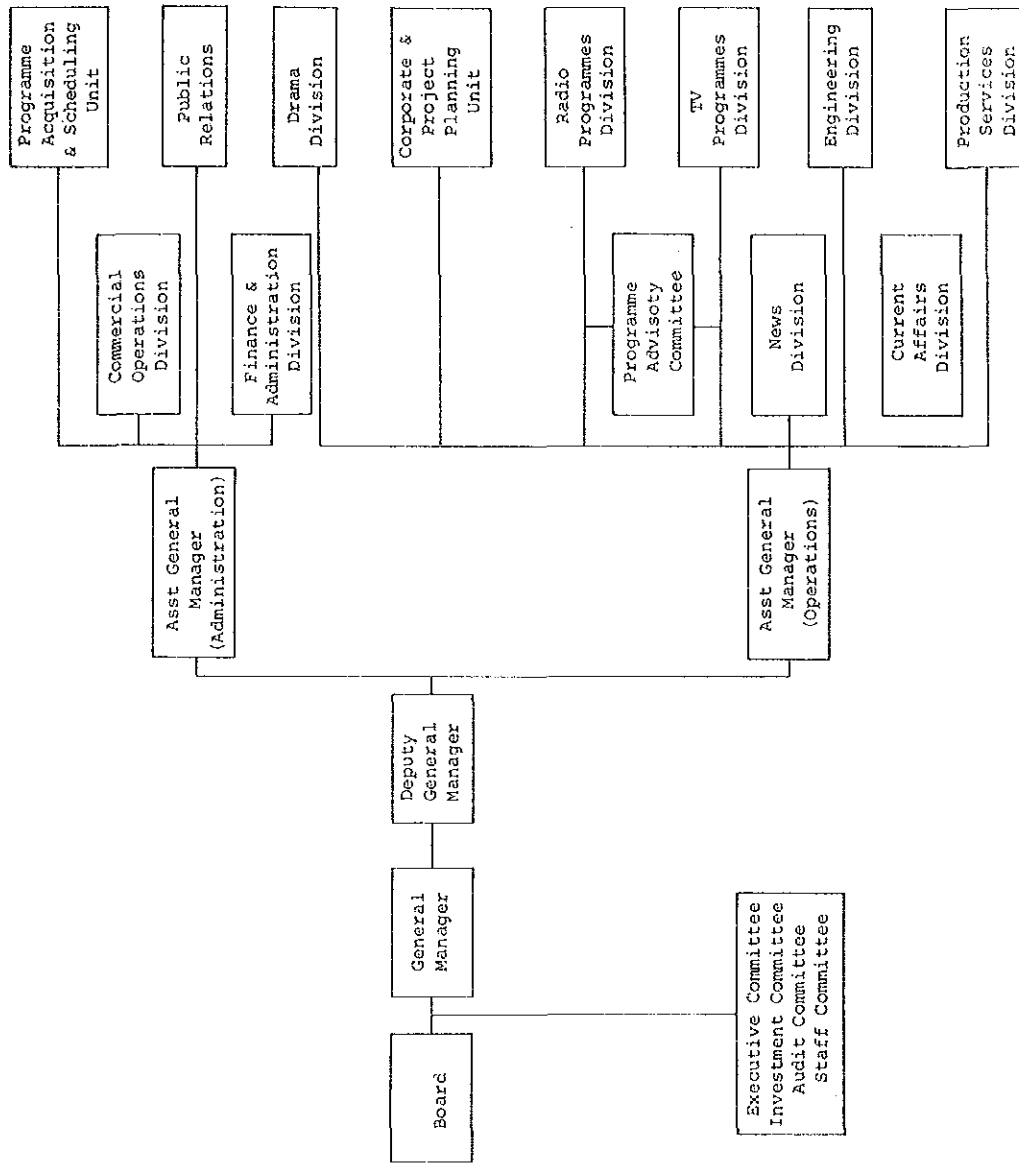 Board
Executive Committee
Investment Committee
Audit Committee
Staff Committee
General
Manager
Deputy
General
Manager
Asst General
Manager
(Administration)
Asst General
Manager
(Operations)
Programme
Acquisition
& Scheduling
Unit
Commercial
Operations
Division
Public
Relations
Finance &
Administration
Division
Drama
Division
Corporate &
Project
Planning
Unit
Radio
Programmes
Division
Programme
Advisoty
Committee
TV
Programmes
Division
News
Division
Engineering
Division
Current
Affairs
Division
Production
Services
Division